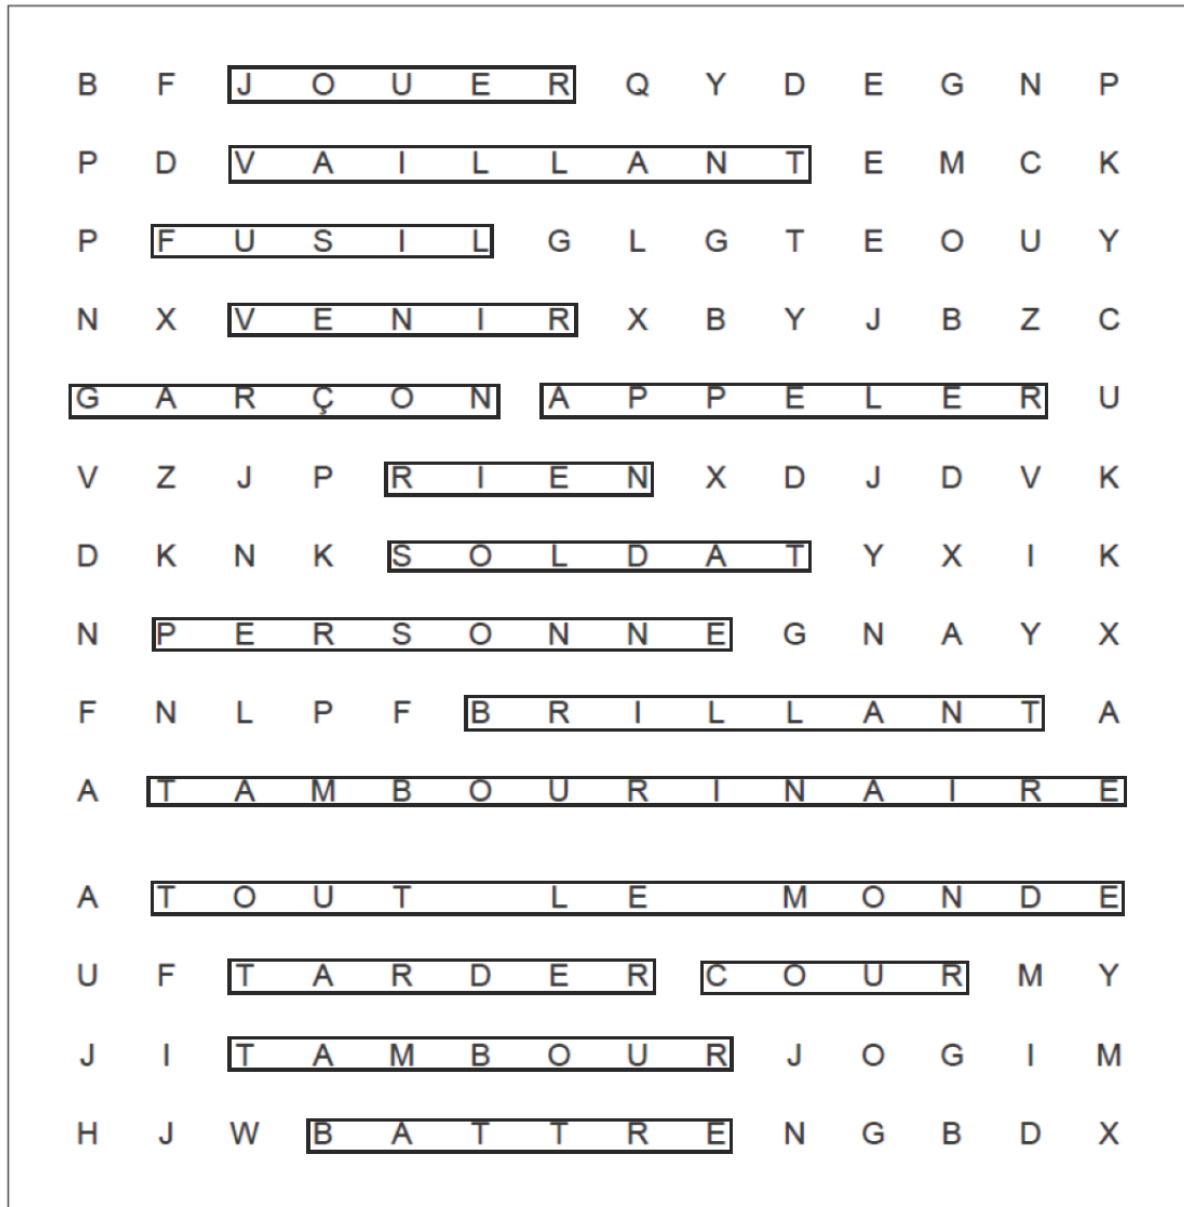 B F J O U E R Q Y D E G N P
P D V A I L L A N T E M C K
P F U S I L G L G T E O U Y
N X V E N I R X B Y J B Z C
G A R Ç O N A P P E L E R U
V Z J P R I E N X D J D V K
D K N K S O L D A T Y X I K
N P E R S O N N E G N A Y X
F N L P F B R I L L A N T A
A T A M B O U R I N A I R E
A T O U T L E M O N D E
U F T A R D E R C O U R M Y
J I T A M B O U R J O G I M
H J W B A T T R E N G B D X